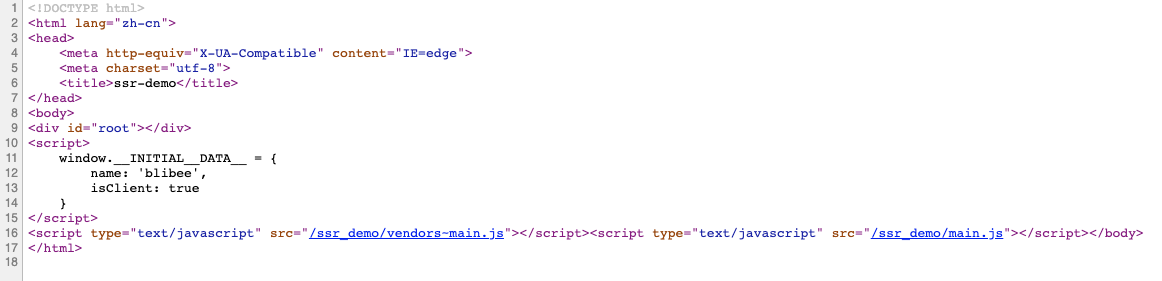 1 <!DOCTYPE html>
2 <html lang="zh-cn">
3 <head>
4     <meta http-equiv="X-UA-Compatible" content="IE=edge">
5     <meta charset="utf-8">
6     <title>ssr-demo</title>
7 </head>
8 <body>
9 <div id="root"></div>
10 <script>
11     window.__INITIAL__DATA__ = {
12         name: 'blibee',
13         isClient: true
14     }
15 </script>
16 <script type="text/javascript" src="/ssr_demo/vendors~main.js"></script><script type="text/javascript" src="/ssr_demo/main.js"></script></body>
17 </html>
18